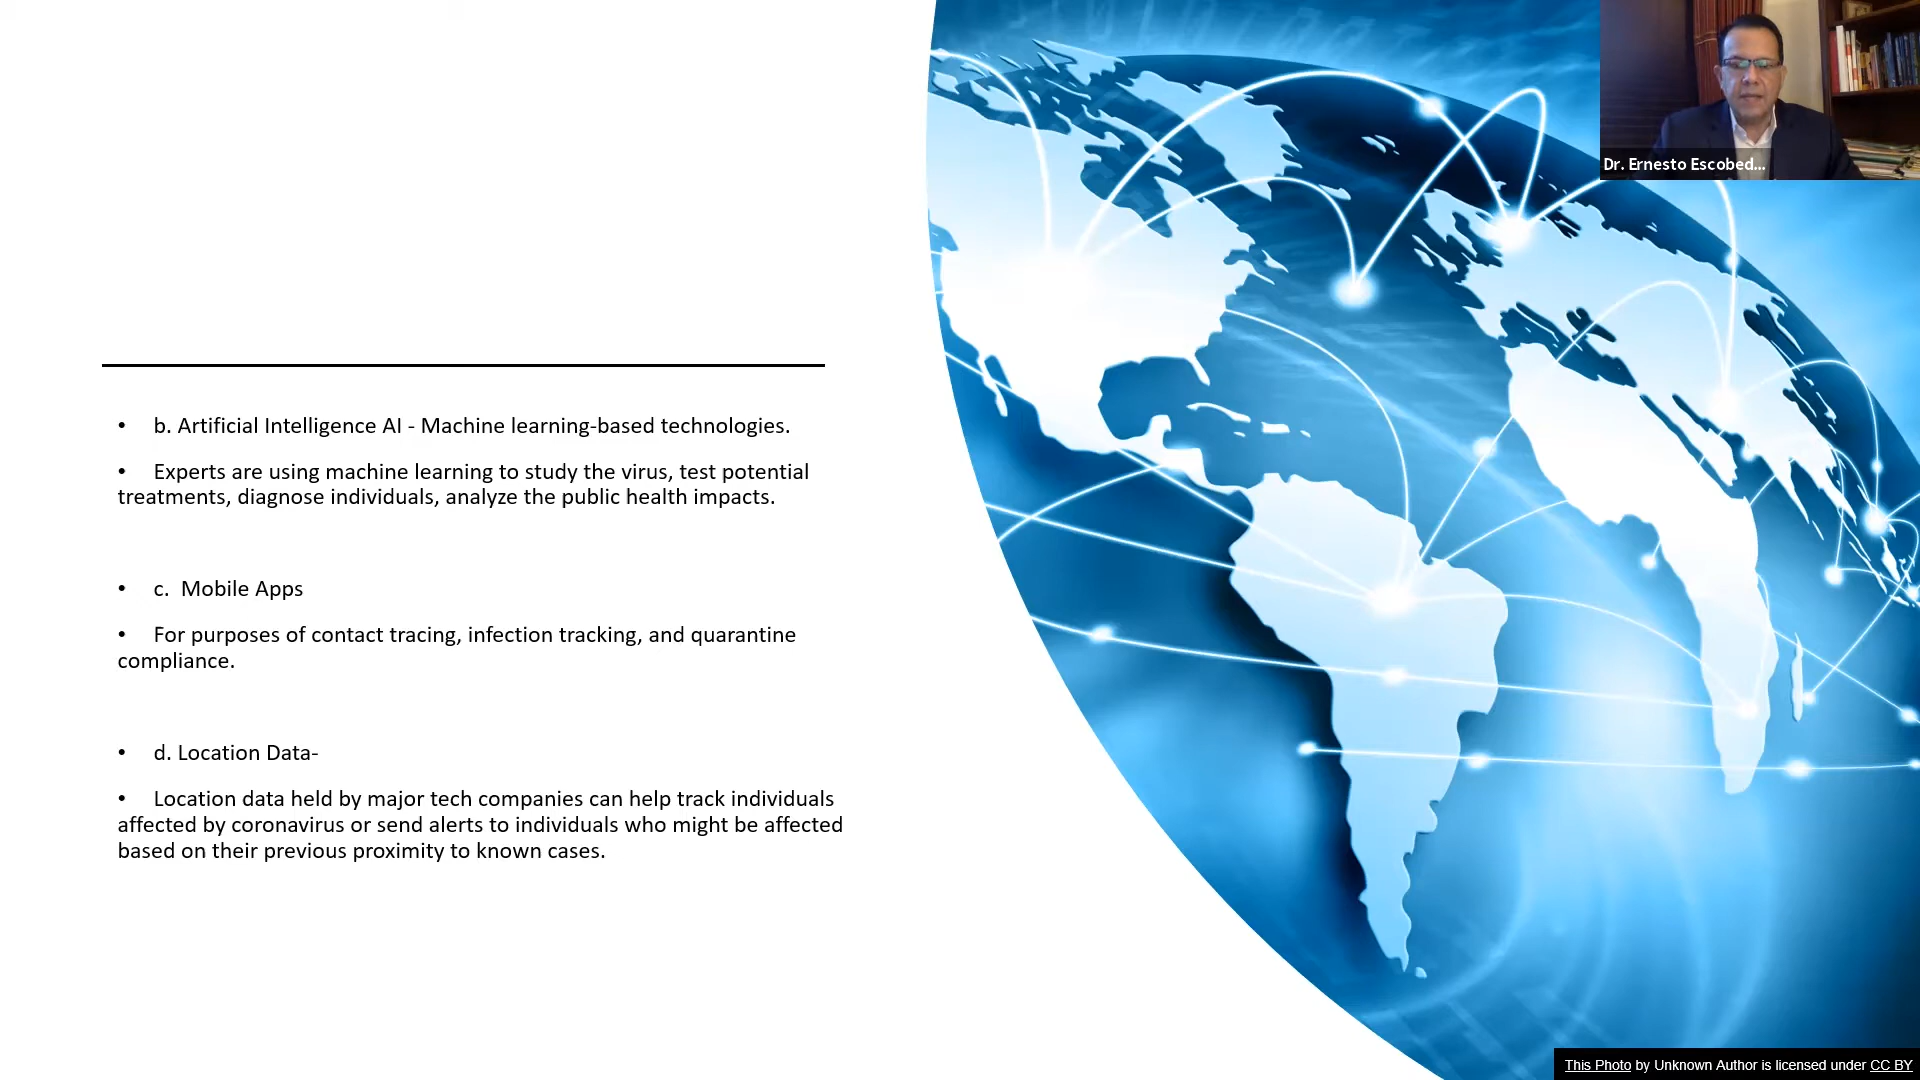 Dr. Ernesto Escobed...
• b. Artificial Intelligence AI - Machine learning-based technologies.
• Experts are using machine learning to study the virus, test potential
treatments, diagnose individuals, analyze the public health impacts.
• c. Mobile Apps
• For purposes of contact tracing, infection tracking, and quarantine
compliance.
• d. Location Data-
• Location data held by major tech companies can help track individuals
affected by coronavirus or send alerts to individuals who might be affected
based on their previous proximity to known cases.
This Photo by Unknown Author is licensed under CC BY